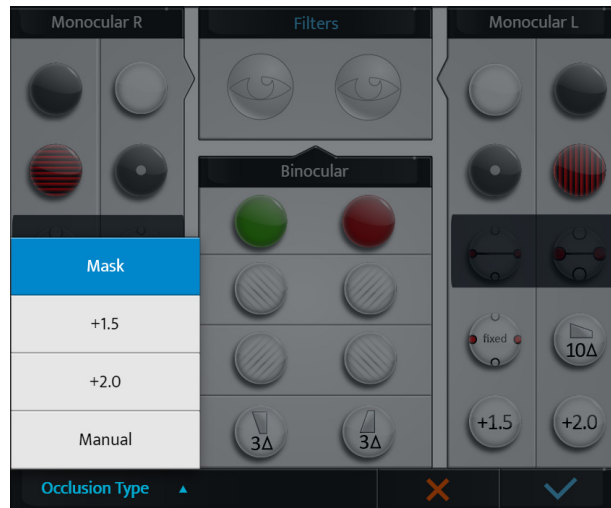 Monocular R
Filters
Monocular L
Binocular
Mask
+1.5
+2.0
Manual
fixed
10Δ
3Δ
3Δ
+1.5
+2.0
Occlusion Type